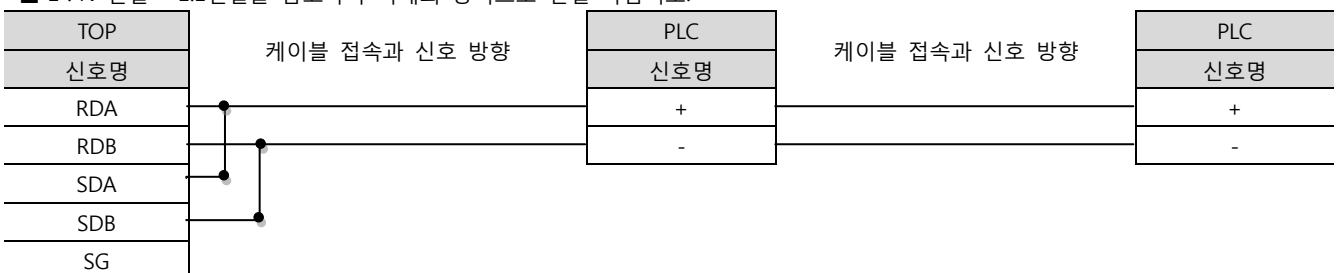 TOP 케이블 접속과 신호 방향 PLC 케이블 접속과 신호 방향 PLC
신호명 신호명 신호명
RDA + +
RDB - -
SDA
SDB
SG